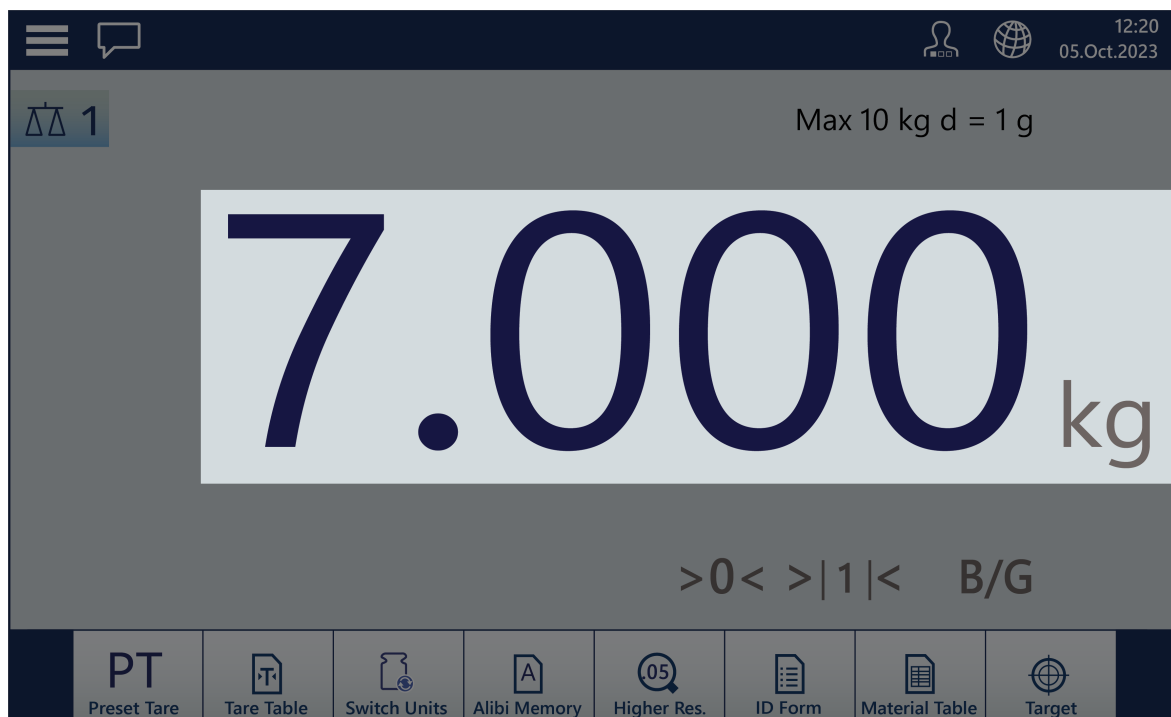 12:20
05.Oct.2023
1
Max 10 kg d = 1 g
7.000 kg
>0< >|1|< B/G
PT
Preset Tare
Tare Table
Switch Units
A
Alibi Memory
.05
Higher Res.
ID Form
Material Table
Target